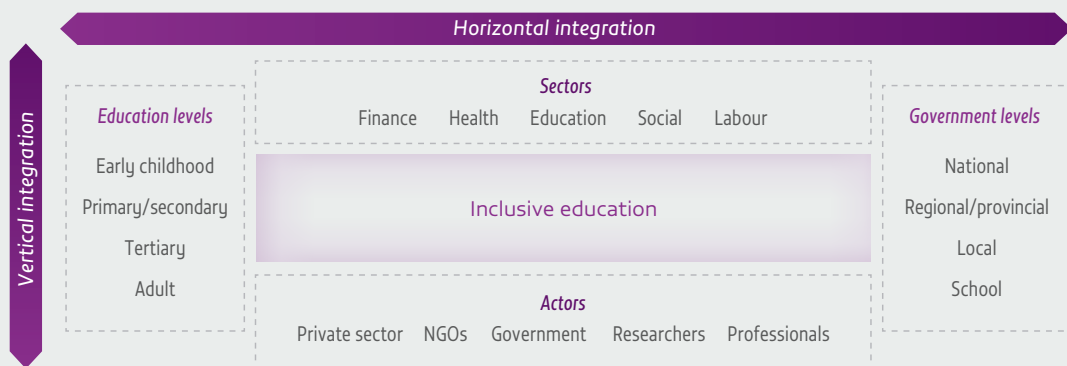 Horizontal integration
Vertical integration
Education levels
Early childhood
Primary/secondary
Tertiary
Adult
Sectors
Finance Health Education Social Labour
Inclusive education
Actors
Private sector NGOs Government Researchers Professionals
Government levels
National
Regional/provincial
Local
School